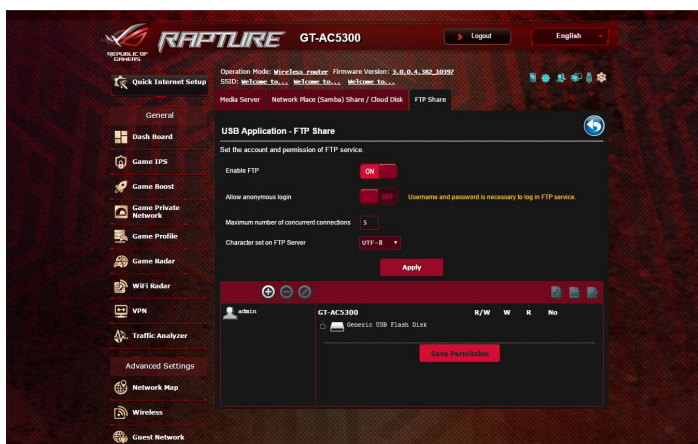 REPUBLIC OF
GAMERS
RAPTURE
GT-AC5300
Logout
English
Quick Internet Setup
Operation Mode: Wireless router Firmware Version: 3.0.0.4.382_10397
SSID: Welcome to... Welcome to... Welcome to...
Media Server
Network Place (Samba) Share / Cloud Disk
FTP Share
General
Dash Board
Game IPS
Game Boost
Game Private
Network
Game Profile
Game Radar
WiFi Radar
VPN
Traffic Analyzer
Advanced Settings
Network Map
Wireless
Guest Network
USB Application - FTP
Share
Set the account and permission of FTP service.
Enable FTP
ON
Allow anonymous login
OFF
Username and password is necessary to log in FTP service.
Maximum number of concurrent connections
5
Character set on FTP Server
UTF-8
Apply
admin
GT-AC5300
R/W W R No
Generic USB Flash Disk
Save Permission